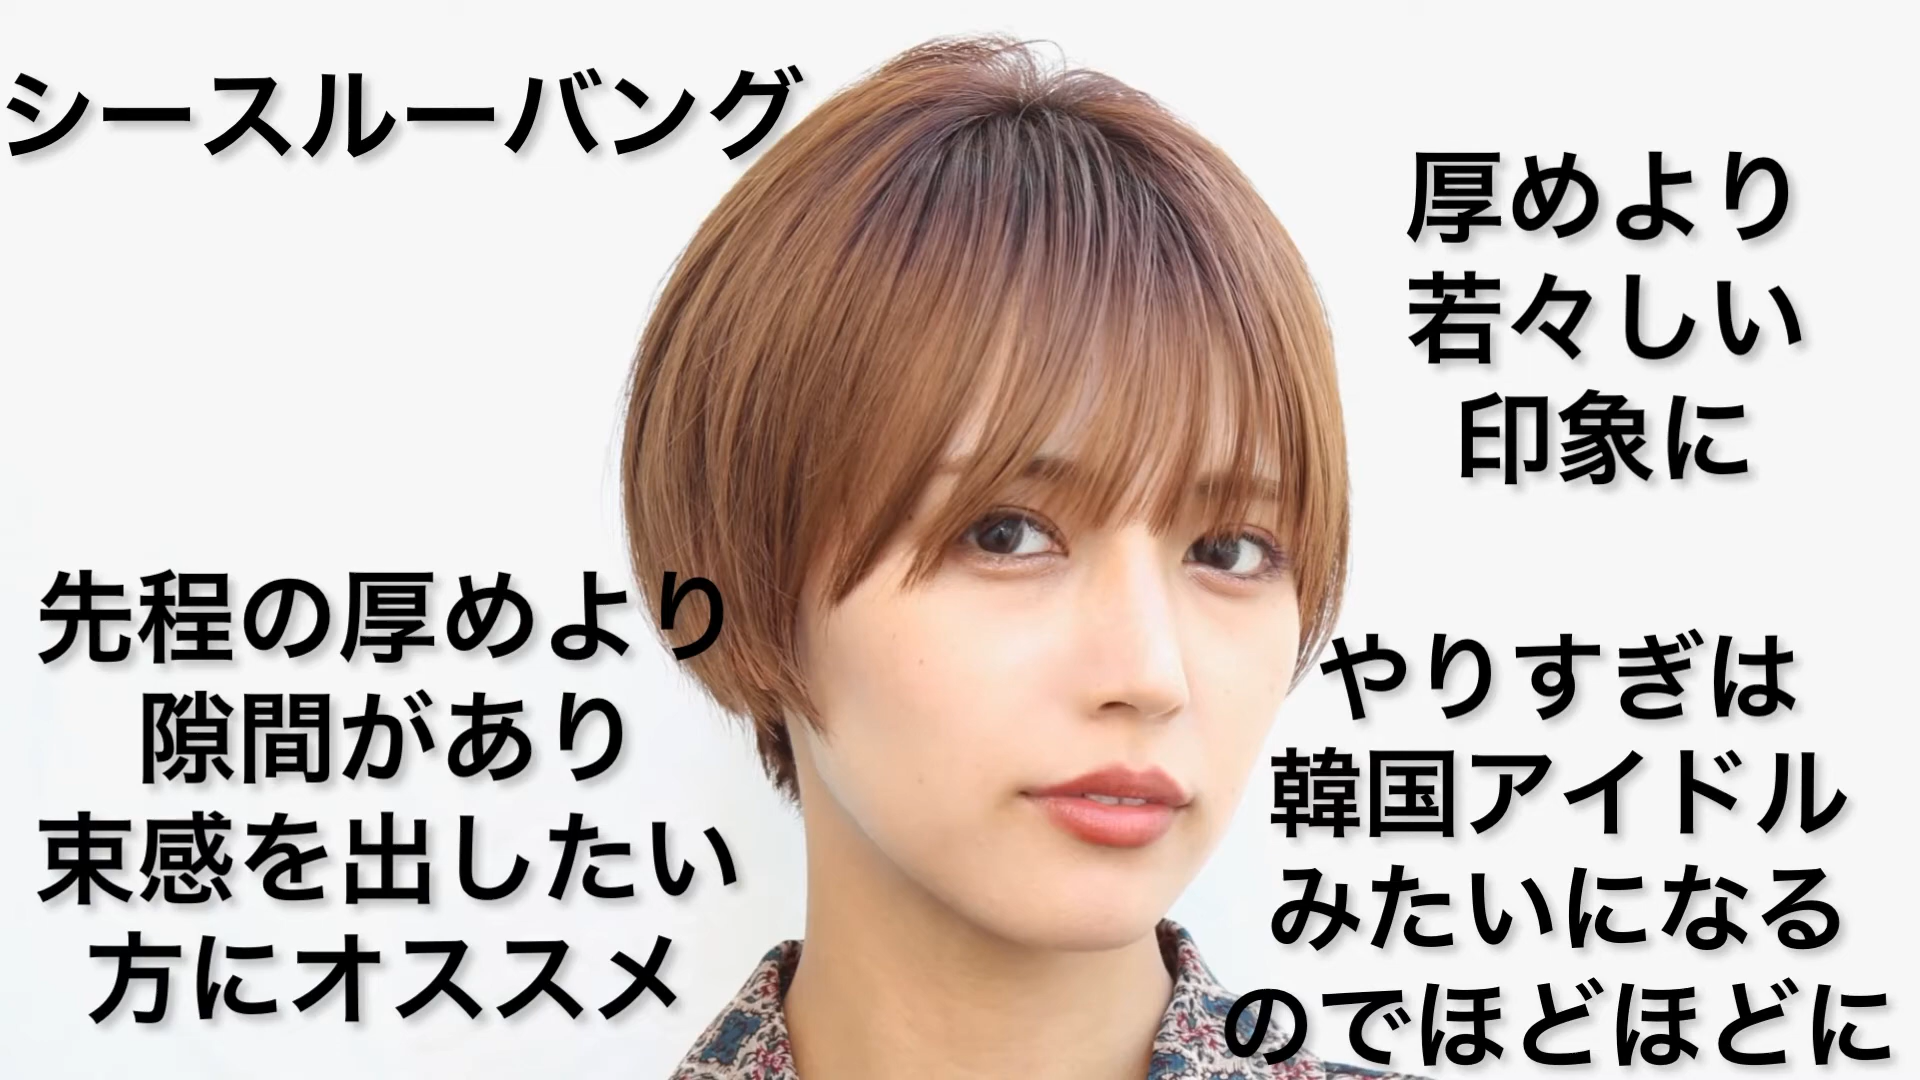 シースルーバング
厚めより
若々しい
印象に
先程の厚めより
隙間があり
束感を出したい
方にオススメ
やりすぎは
韓国アイドル
みたいになる
のでほどほどに